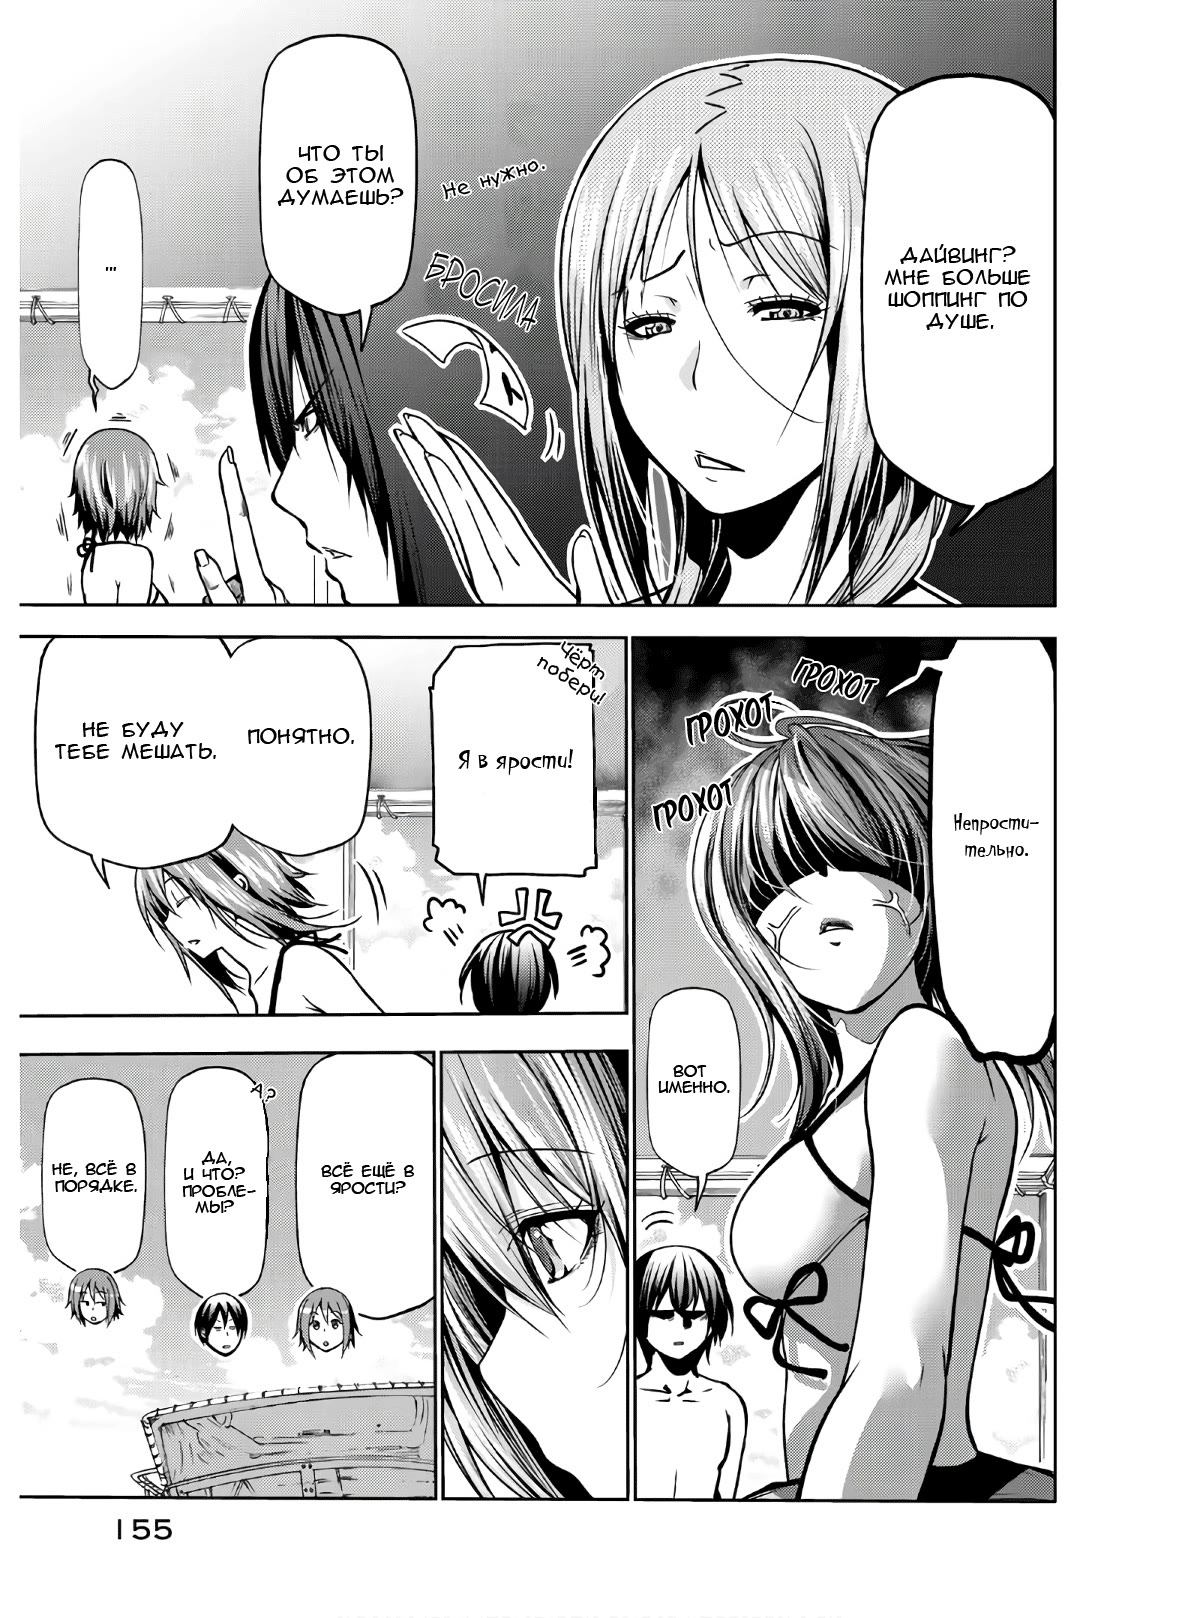 ДАЙВИНГ?
МНЕ БОЛЬШЕ
ШОППИНГ ПО
ДУШЕ.
Не нужно.
БРОСИЛА
ЧТО ТЫ
ОБ ЭТОМ
ДУМАЕШЬ?
...
ГРОХОТ
ГРОХОТ
ГРОХОТ
Непрости-
тельно.
ВОТ
ИМЕННО.
Чёрт
побери!
Я в ярости!
ПОНЯТНО.
НЕ БУДУ
ТЕБЕ МЕШАТЬ.
ВСЁ ЕЩЁ В
ЯРОСТИ?
А?
ДА,
И ЧТО?
ПРОБЛЕ-
МЫ?
НЕ, ВСЁ В
ПОРЯДКЕ.
155